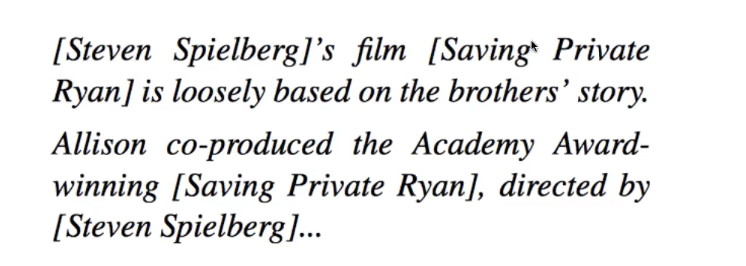 [Steven Spielberg]’s film [Saving Private
Ryan] is loosely based on the brothers’ story.
Allison co-produced the Academy Award-
winning [Saving Private Ryan], directed by
[Steven Spielberg]...